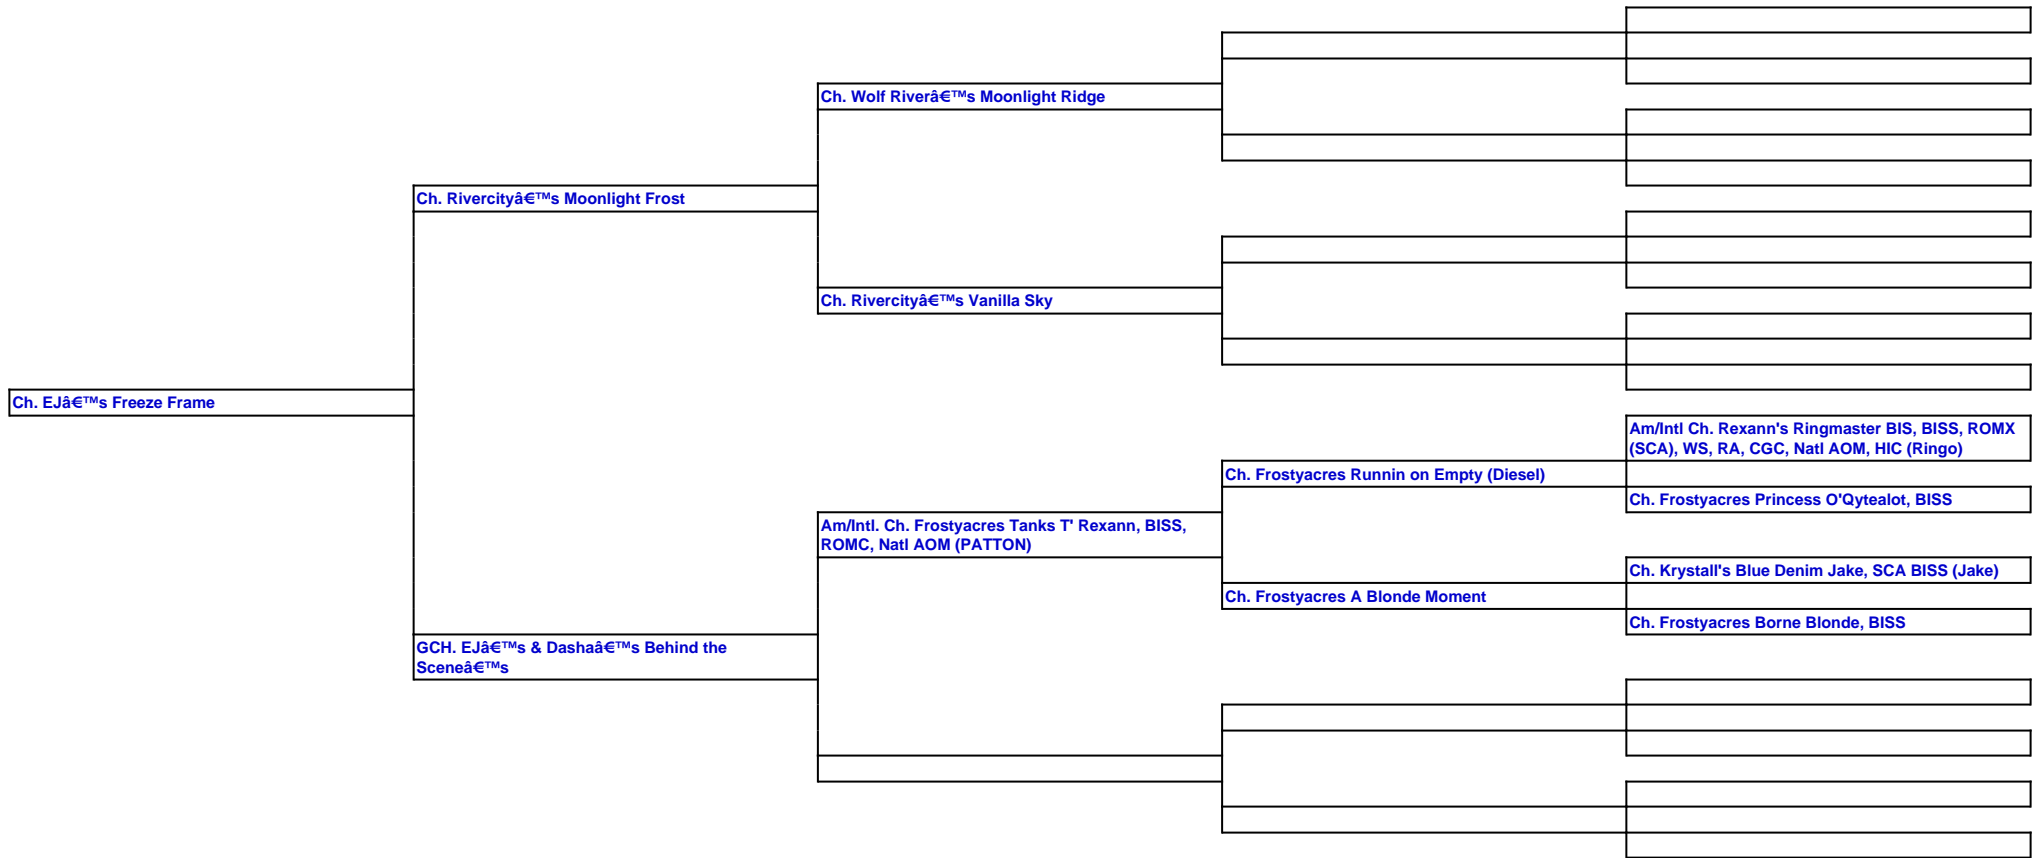 Ch. Wolf Riverâ€™s Moonlight Ridge
Ch. Rivercityâ€™s Moonlight Frost
Ch. Rivercityâ€™s Vanilla Sky
Ch. EJâ€™s Freeze Frame
Am/Intl Ch. Rexann's Ringmaster BIS, BISS, ROMX
(SCA), WS, RA, CGC, Natl AOM, HIC (Ringo)
Ch. Frostyacres Runnin on Empty (Diesel)
Ch. Frostyacres Princess O'Qytealot, BISS
Am/Intl. Ch. Frostyacres Tanks T' Rexann, BISS,
ROMC, Natl AOM (PATTON)
Ch. Krystall's Blue Denim Jake, SCA BISS (Jake)
Ch. Frostyacres A Blonde Moment
Ch. Frostyacres Borne Blonde, BISS
GCH. EJâ€™s & Dashaâ€™s Behind the
Sceneâ€™s